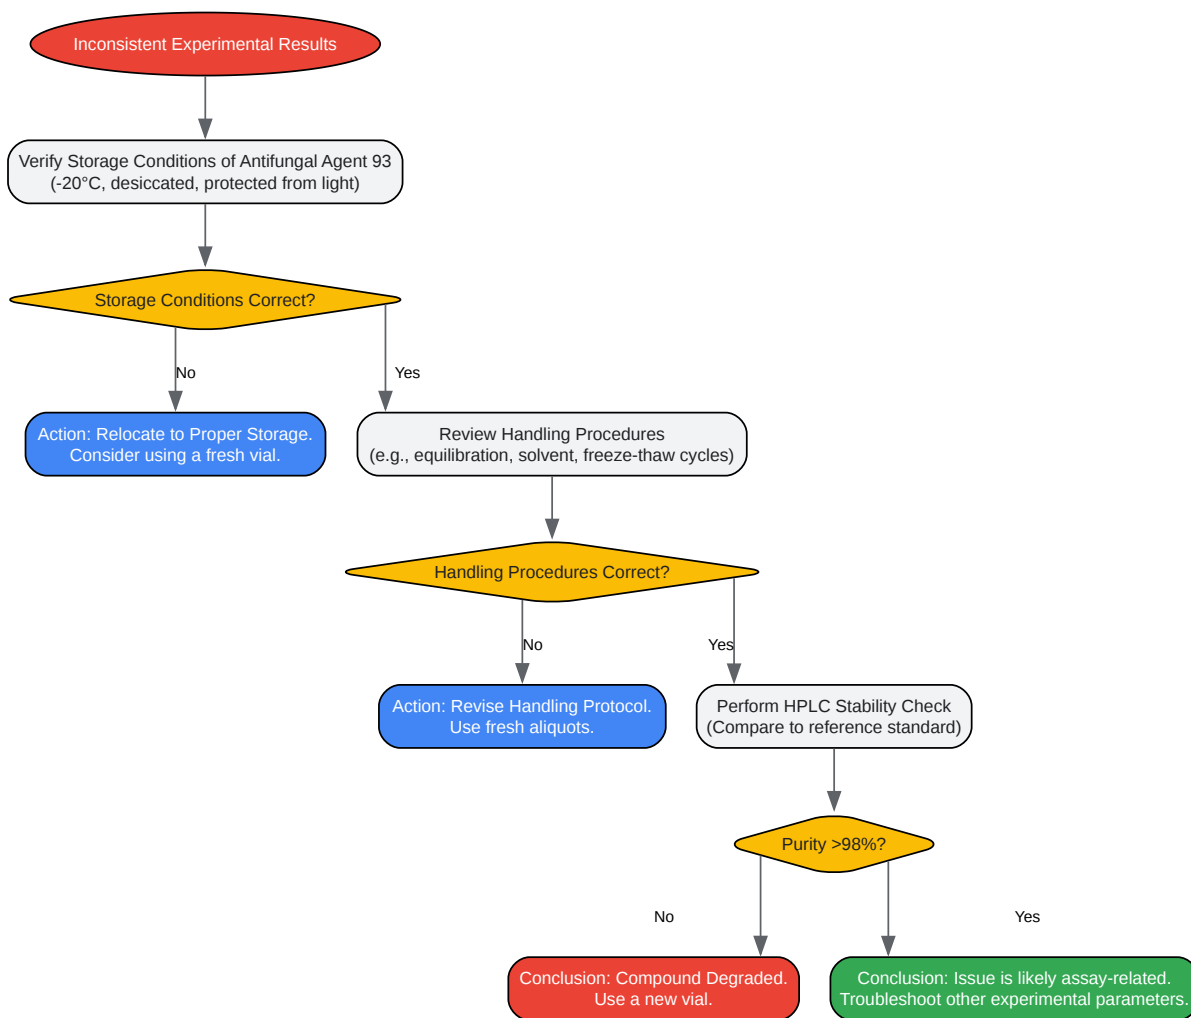 Inconsistent Experimental Results
Verify Storage Conditions of Antifungal Agent 93
(-20°C, desiccated, protected from light)
Storage Conditions Correct?
No
Yes
Action: Relocate to Proper Storage.
Consider using a fresh vial.
Review Handling Procedures
(e.g., equilibration, solvent, freeze-thaw cycles)
Handling Procedures Correct?
No
Yes
Action: Revise Handling Protocol.
Use fresh aliquots.
Perform HPLC Stability Check
(Compare to reference standard)
Purity >98%?
No
Yes
Conclusion: Compound Degraded.
Use a new vial.
Conclusion: Issue is likely assay-related.
Troubleshoot other experimental parameters.